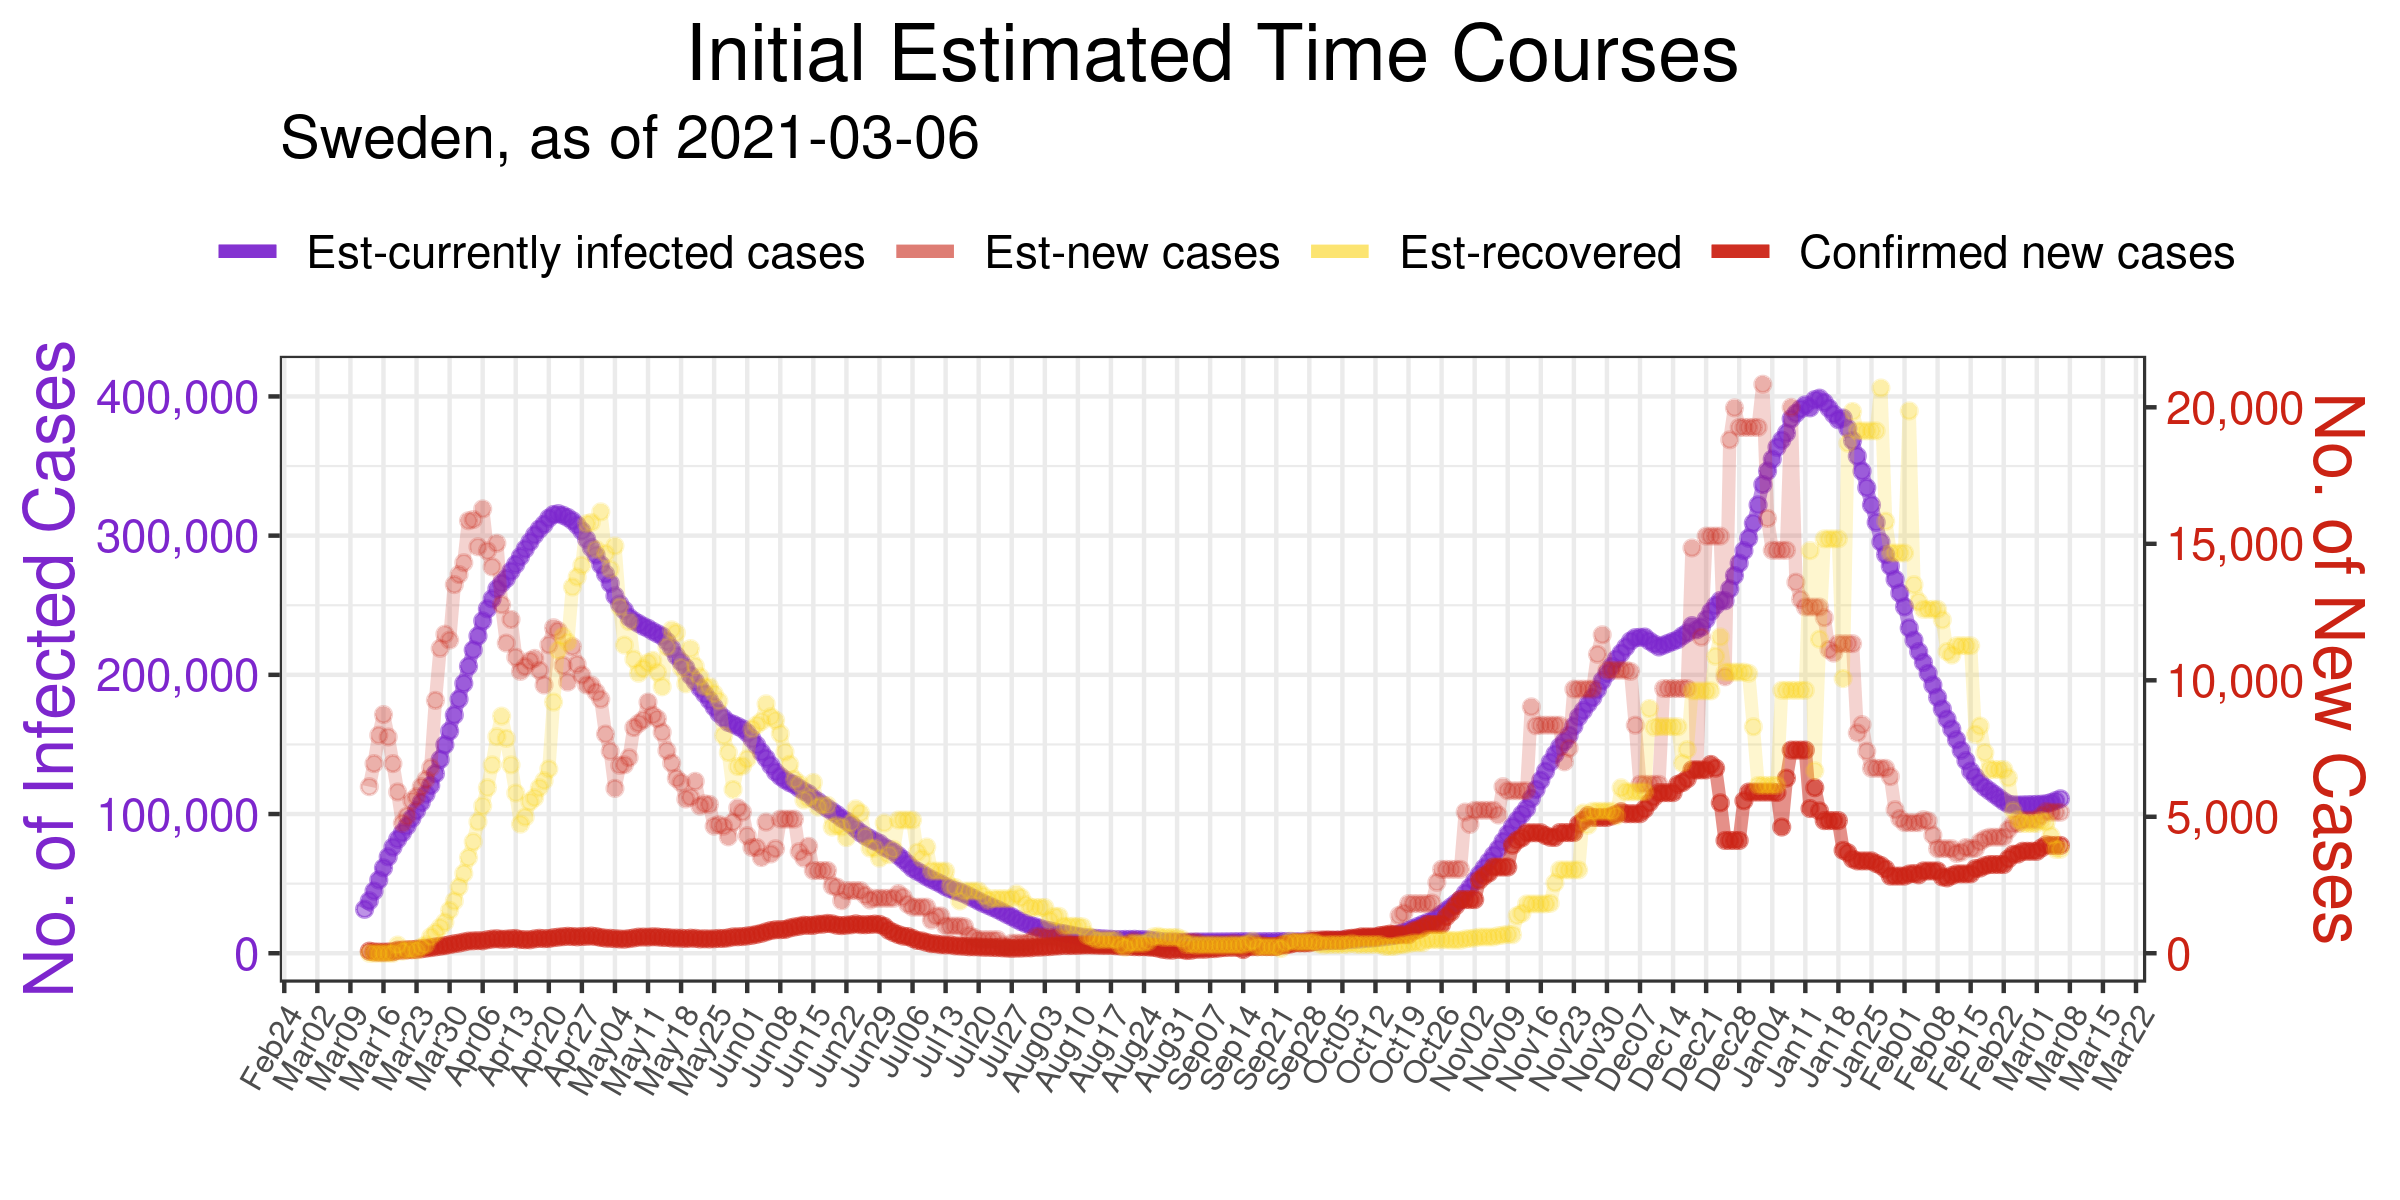 Initial Estimated Time Courses
Sweden, as of 2021-03-06
Est-currently infected cases Est-new cases Est-recovered Confirmed new cases
No. of Infected Cases
400,000
300,000
200,000
100,000
0
20,000
15,000
10,000
5,000
0
No. of New Cases
Feb24 Mar02 Mar09 Mar16 Mar23 Mar30 Apr06 Apr13 Apr20 Apr27 May04 May11 May18 May25 Jun01 Jun08 Jun15 Jun22 Jun29 Jul06 Jul13 Jul20 Jul27 Aug03 Aug10 Aug17 Aug24 Aug31 Sep07 Sep14 Sep21 Sep28 Oct05 Oct12 Oct19 Oct26 Nov02 Nov09 Nov16 Nov23 Nov30 Dec07 Dec14 Dec21 Dec28 Jan04 Jan11 Jan18 Jan25 Feb01 Feb08 Feb15 Feb22 Mar01 Mar08 Mar15 Mar22